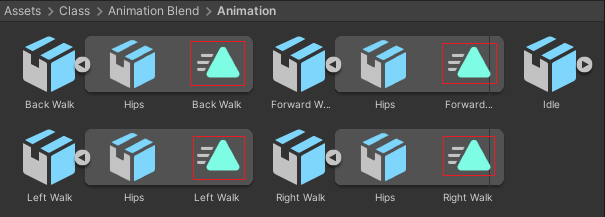 Assets > Class > Animation Blend > Animation
Back Walk Hips Back Walk Forward W... Hips Forward... Idle
Left Walk Hips Left Walk Right Walk Hips Right Walk